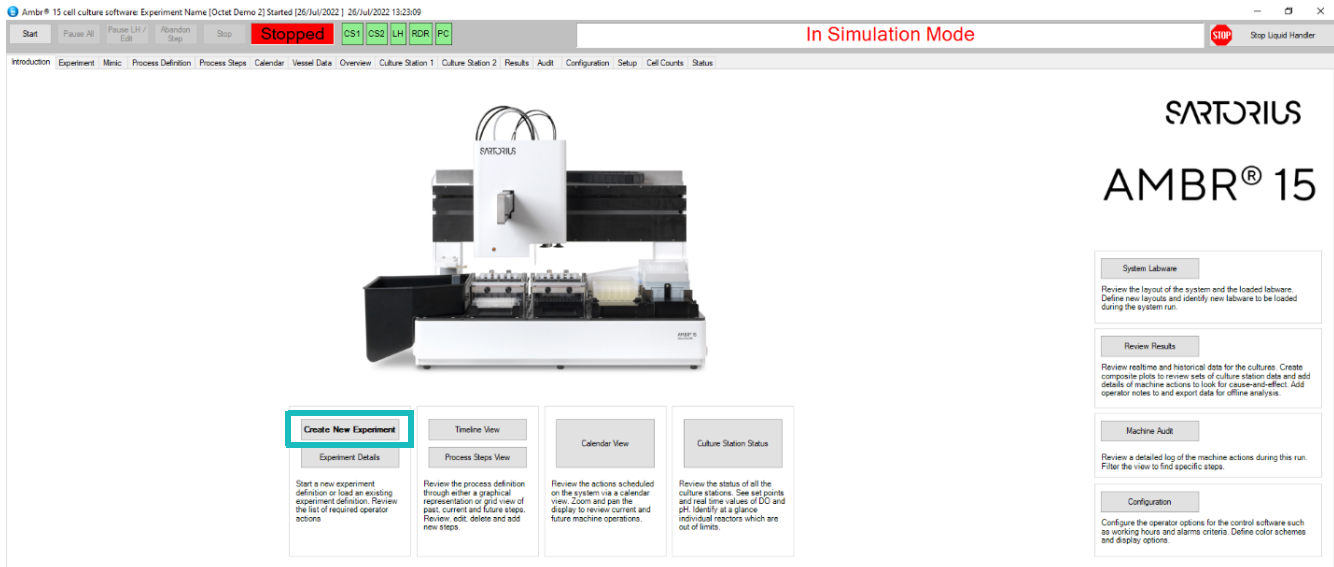 Ambr® 15 cell culture software: Experiment Name [Octet Demo 2] Started [26/Jul/2022 ] 26/Jul/2022 13:23:09
Start
Pause All
Pause LH /
Edit
Abandon
Step
Stop
Stopped
CS1 CS2 LH RDR PC
In Simulation Mode
STOP
Stop Liquid Handler
Introduction Experiment Mimic Process Definition Process Steps Calendar Vessel Data Overview Culture Station 1 Culture Station 2 Results Audit Configuration Setup Cell Counts Status
SARTORIUS
AMBR® 15
SARTORIUS
AMBR® 15
System Labware
Review the layout of the system and the loaded labware.
Define new layouts and identify new labware to be loaded
during the system run.
Review Results
Review realtime and historical data for the cultures. Create
composite plots to review sets of culture station data and add
details of machine actions to look for cause-and-effect. Add
operator notes to and export data for offline analysis.
Machine Audit
Review a detailed log of the machine actions during this run.
Filter the view to find specific steps.
Configuration
Configure the operator options for the control software such
as working hours and alarms criteria. Define color schemes
and display options.
Create New Experiment
Experiment Details
Start a new experiment
definition or load an existing
experiment definition. Review
the list of required operator
actions
Timeline View
Process Steps View
Review the process definition
through either a graphical
representation or grid view of
past, current and future steps.
Review, edit, delete and add
new steps.
Calendar View
Review the actions scheduled
on the system via a calendar
view. Zoom and pan the
display to review current and
future machine operations.
Culture Station Status
Review the status of all the
culture stations. See set points
and real time values of DO and
pH. Identify at a glance
individual reactors which are
out of limits.